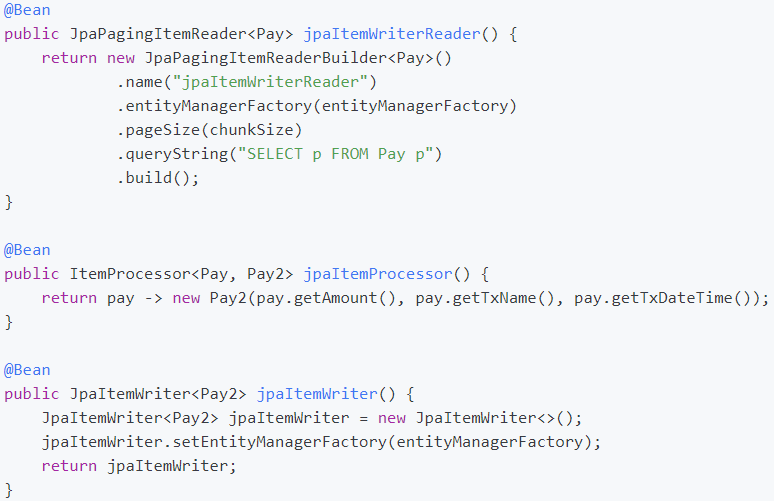 @Bean
public JpaPagingItemReader<Pay> jpaItemWriterReader() {
    return new JpaPagingItemReaderBuilder<Pay>()
            .name("jpaItemWriterReader")
            .entityManagerFactory(entityManagerFactory)
            .pageSize(chunkSize)
            .queryString("SELECT p FROM Pay p")
            .build();
}

@Bean
public ItemProcessor<Pay, Pay2> jpaItemProcessor() {
    return pay -> new Pay2(pay.getAmount(), pay.getTxName(), pay.getTxDateTime());
}

@Bean
public JpaItemWriter<Pay2> jpaItemWriter() {
    JpaItemWriter<Pay2> jpaItemWriter = new JpaItemWriter<>();
    jpaItemWriter.setEntityManagerFactory(entityManagerFactory);
    return jpaItemWriter;
}